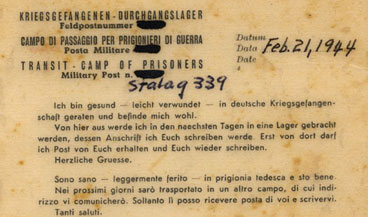 KRIEGSGEFANGENEN-DURCHGANGSLAGER
Feldpostnummer
CAMPO DI PASSAGGIO PER PRIGIONIERI DI GUERRA
Posta Militare
TRANSIT-CAMP OF PRISONERS
Military Post n.
Stalag 339
Datum
Data Feb. 21, 1944
Date
s
Ich bin gesund — leicht verwundet — in deutsche Kriegsgefangen-
schaft geraten und befinde mich wohl.
Von hier aus werde ich in den naechsten Tagen in eine Lager gebracht
werden, dessen Anschrift ich Euch schreiben werde. Erst von dort darf
ich Post von Euch erhalten und Euch wieder schreiben.
Herzliche Gruesse.
Sono sano — leggermente ferito — in prigionia tedesca e sto bene.
Nei prossimi giorni sarò trasportato in un altro campo, di cui indi-
rizzo vi comunicherò. Soltanto lì posso ricevere posta di voi e scrivervi.
Tanti saluti.